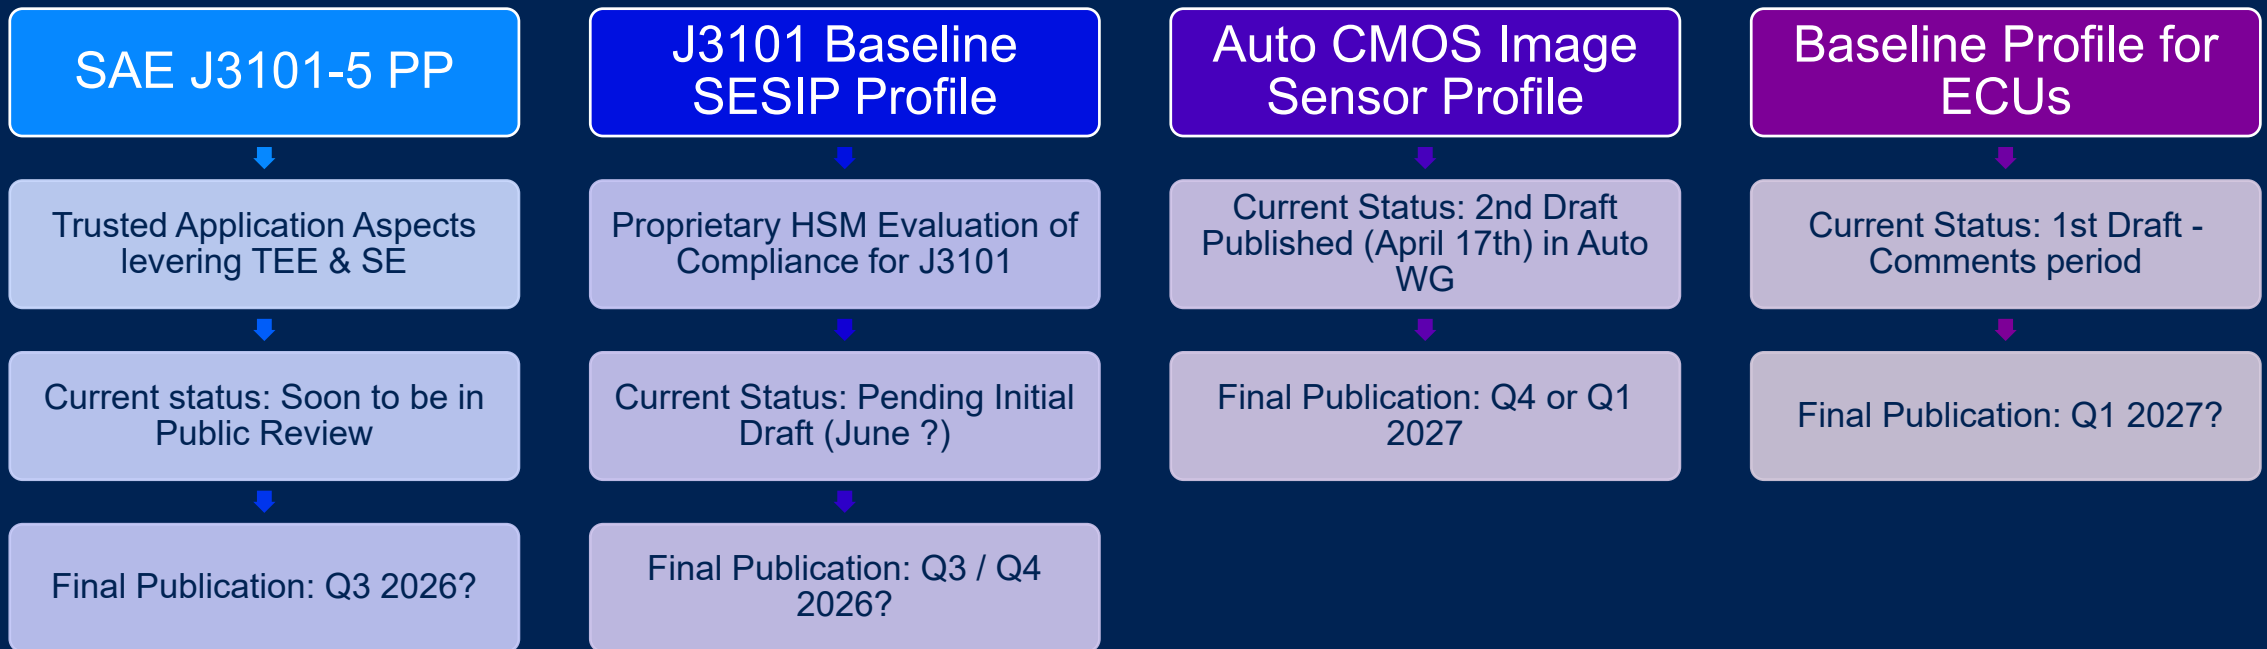 SAE J3101-5 PP
Trusted Application Aspects
levering TEE & SE
Current status: Soon to be in
Public Review
Final Publication: Q3 2026?
J3101 Baseline
SESIP Profile
Proprietary HSM Evaluation of
Compliance for J3101
Current Status: Pending Initial
Draft (June ?)
Final Publication: Q3 / Q4
2026?
Auto CMOS Image
Sensor Profile
Current Status: 2nd Draft
Published (April 17th) in Auto
WG
Final Publication: Q4 or Q1
2027
Baseline Profile for
ECUs
Current Status: 1st Draft -
Comments period
Final Publication: Q1 2027?